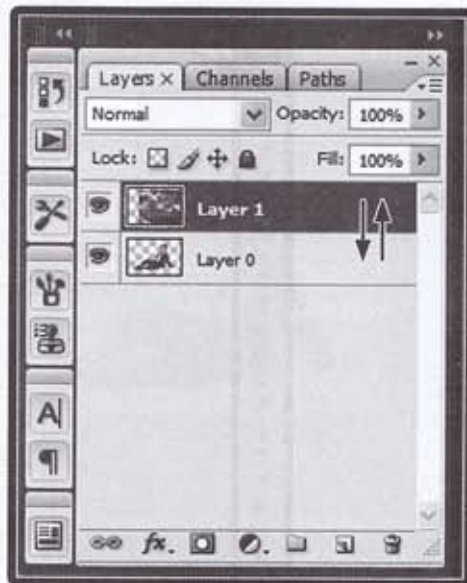 Layers × Channels Paths
Normal Opacity: 100%
Lock: Fill: 100%
Layer 1
Layer 0
A
¶
fx.